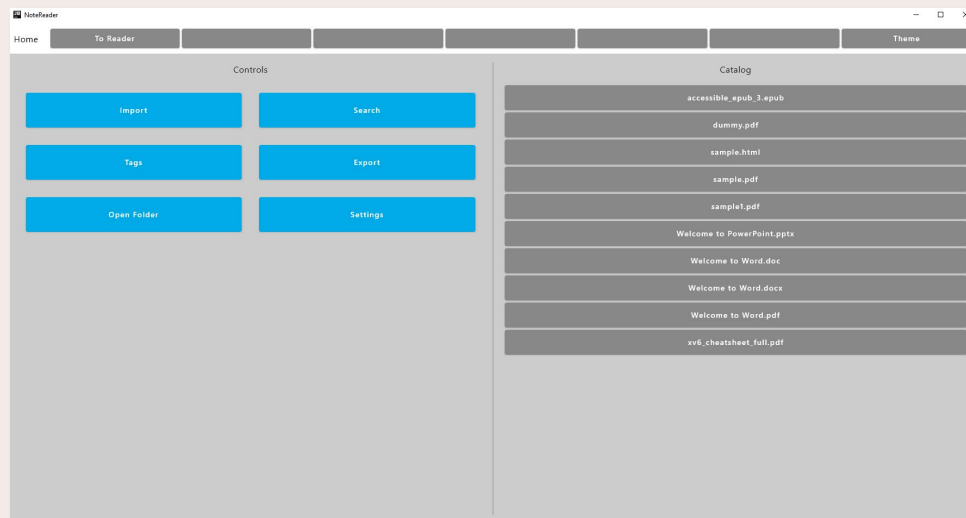 NoteReader
Home To Reader Theme
Controls
Import Search
Tags Export
Open Folder Settings
Catalog
accessible_epub_3.epub
dummy.pdf
sample.html
sample.pdf
sample1.pdf
Welcome to PowerPoint.pptx
Welcome to Word.doc
Welcome to Word.docx
Welcome to Word.pdf
xv6_cheatsheet_full.pdf